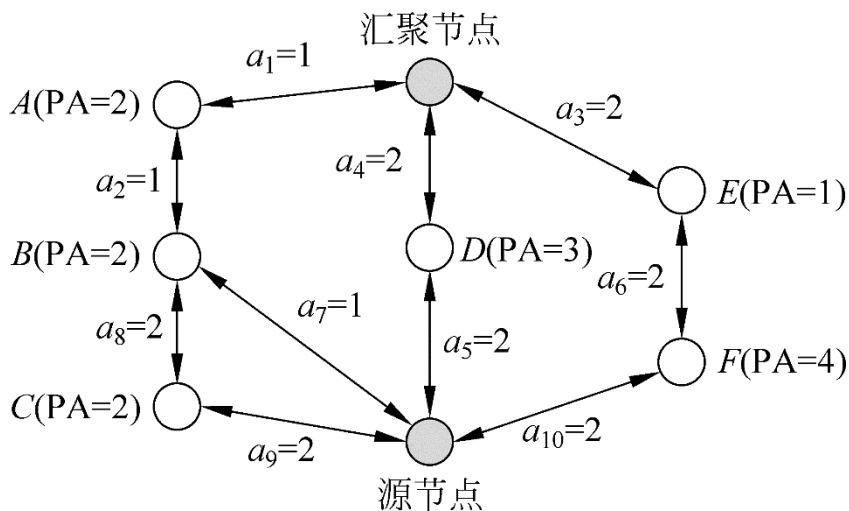 汇聚节点
a₁=1
A(PA=2)
a₃=2
a₂=1
a₄=2
E(PA=1)
B(PA=2)
D(PA=3)
a₆=2
a₈=2
a₇=1
a₅=2
F(PA=4)
C(PA=2)
a₉=2
a₁₀=2
源节点